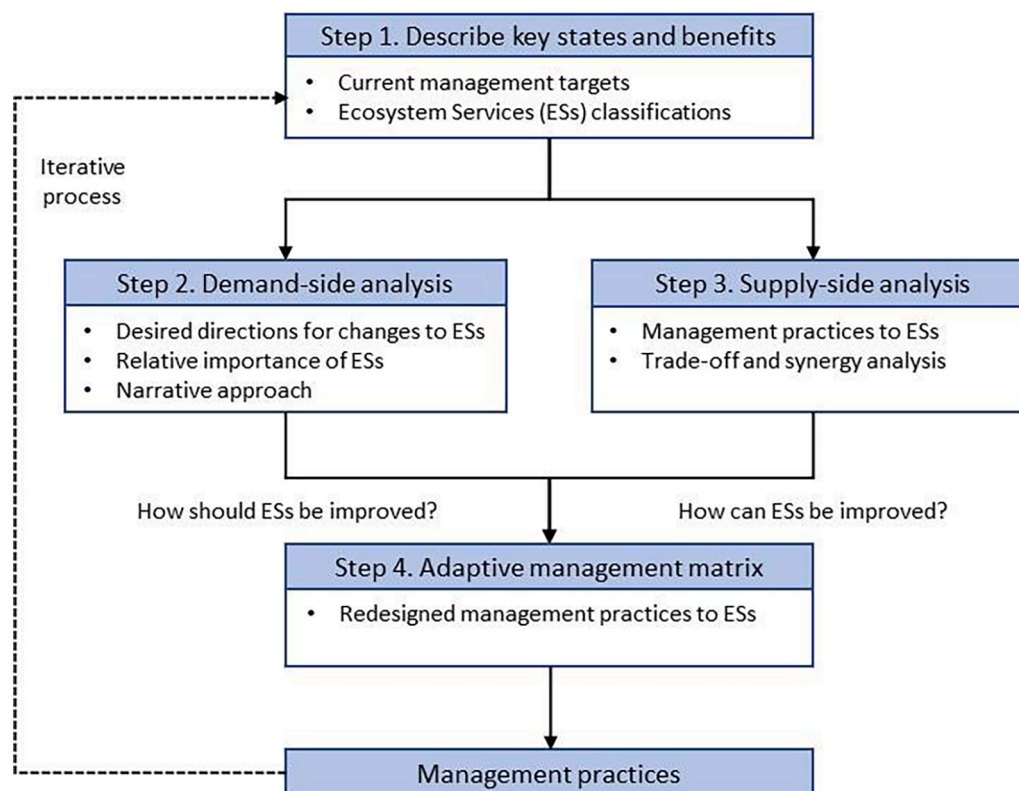 Step 1. Describe key states and benefits
• Current management targets
• Ecosystem Services (ESs) classifications
Iterative
process
Step 2. Demand-side analysis
• Desired directions for changes to ESs
• Relative importance of ESs
• Narrative approach
Step 3. Supply-side analysis
• Management practices to ESs
• Trade-off and synergy analysis
How should ESs be improved?
How can ESs be improved?
Step 4. Adaptive management matrix
• Redesigned management practices to ESs
Management practices